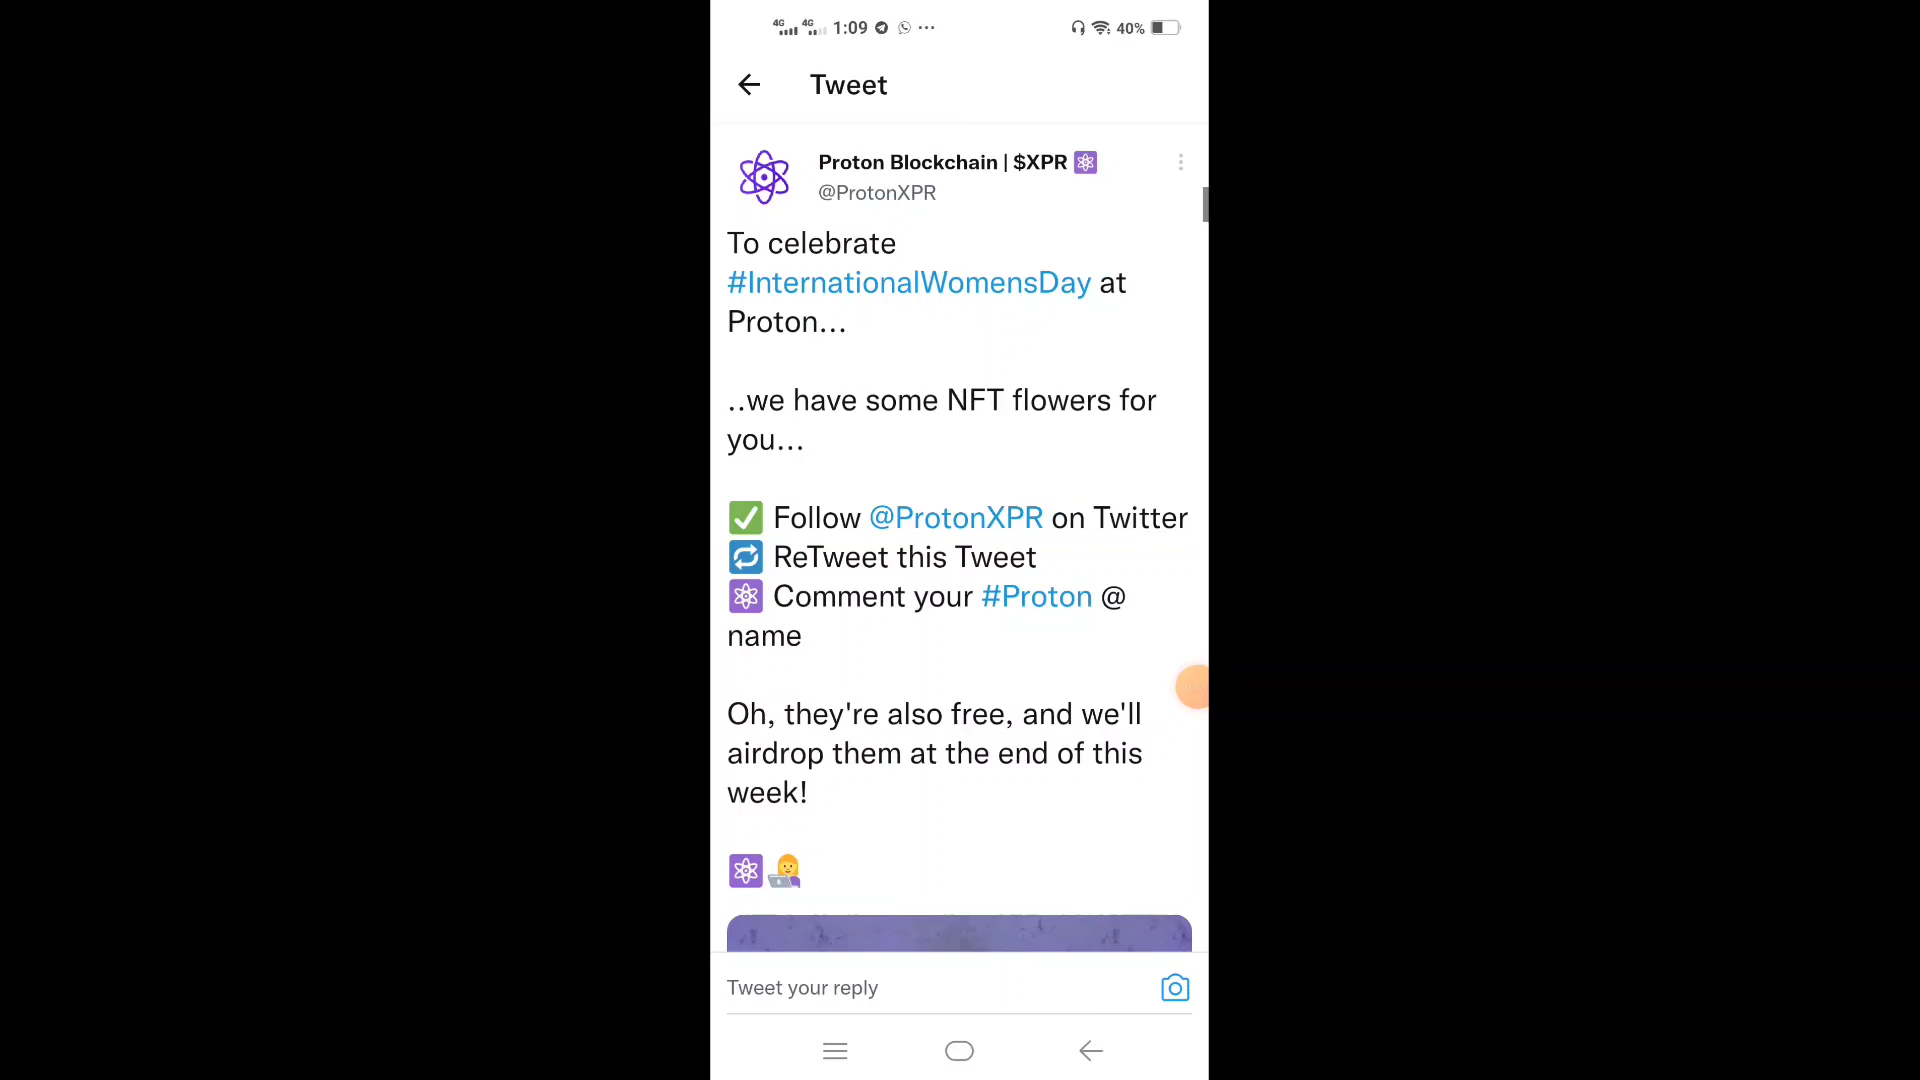 4G 4G 1:09 40%
Tweet
Proton Blockchain | $XPR ⚛️
@ProtonXPR
To celebrate
#InternationalWomensDay at
Proton...
..we have some NFT flowers for
you...
✅ Follow @ProtonXPR on Twitter
🔁 ReTweet this Tweet
⚛️ Comment your #Proton @
name
Oh, they're also free, and we'll
airdrop them at the end of this
week!
⚛️👩‍💻
Tweet your reply